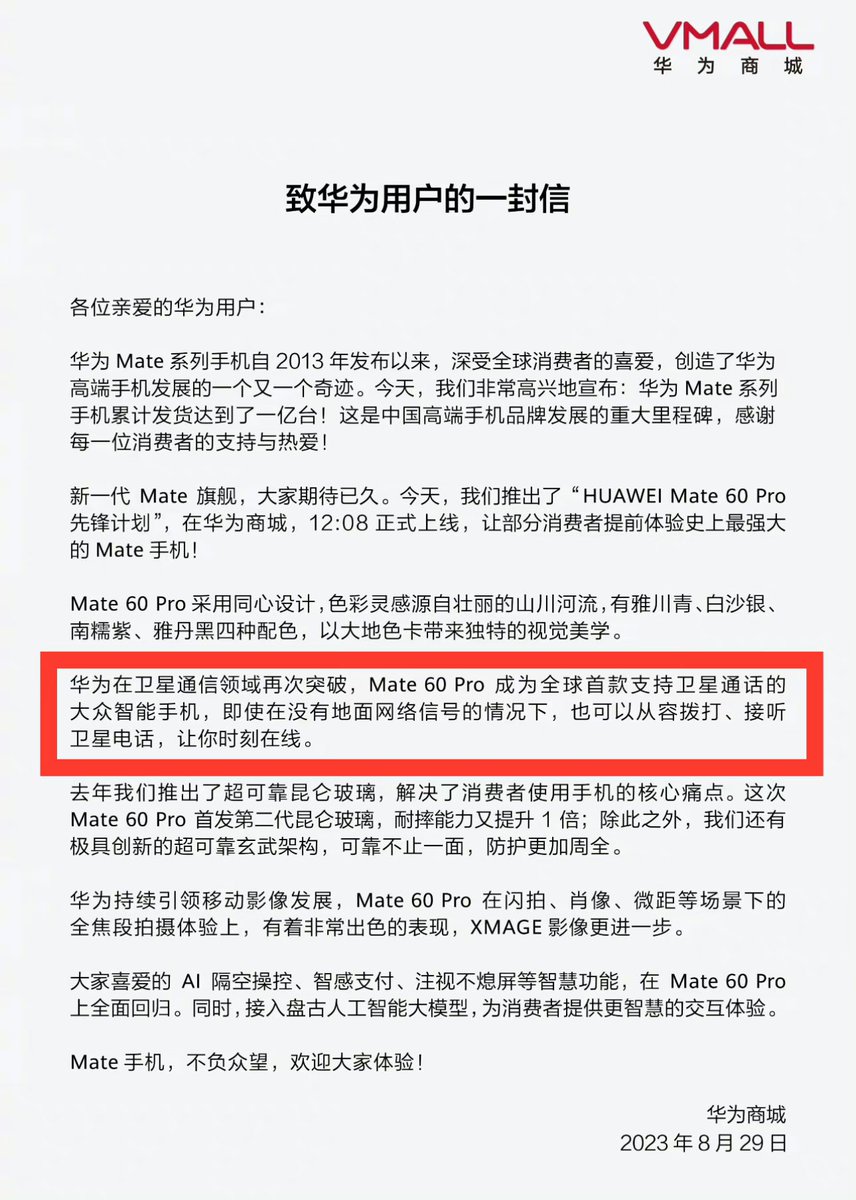 VMALL
华为商城
致华为用户的一封信
各位亲爱的华为用户：
华为 Mate 系列手机自 2013 年发布以来，深受全球消费者的喜爱，创造了华为
高端手机发展的一个又一个奇迹。今天，我们非常高兴地宣布：华为 Mate 系列
手机累计发货达到了一亿台！这是中国高端手机品牌发展的重大里程碑，感谢
每一位消费者的支持与热爱！
新一代 Mate 旗舰，大家期待已久。今天，我们推出了“HUAWEI Mate 60 Pro
先锋计划”，在华为商城，12:08 正式上线，让部分消费者提前体验史上最强大
的 Mate 手机！
Mate 60 Pro 采用同心设计，色彩灵感源自壮丽的山川河流，有雅川青、白沙银、
南糯紫、雅丹黑四种配色，以大地色卡带来独特的视觉美学。
华为在卫星通信领域再次突破，Mate 60 Pro 成为全球首款支持卫星通话的
大众智能手机，即使在没有地面网络信号的情况下，也可以从容拨打、接听
卫星电话，让你时刻在线。
去年我们推出了超可靠昆仑玻璃，解决了消费者使用手机的核心痛点。这次
Mate 60 Pro 首发第二代昆仑玻璃，耐摔能力又提升 1 倍；除此之外，我们还有
极具创新的超可靠玄武架构，可靠不止一面，防护更加周全。
华为持续引领移动影像发展，Mate 60 Pro 在闪拍、肖像、微距等场景下的
全焦段拍摄体验上，有着非常出色的表现，XMAGE 影像更进一步。
大家喜爱的 AI 隔空操控、智感支付、注视不熄屏等智慧功能，在 Mate 60 Pro
上全面回归。同时，接入盘古人工智能大模型，为消费者提供更智慧的交互体验。
Mate 手机，不负众望，欢迎大家体验！
华为商城
2023 年 8 月 29 日